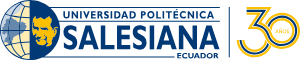 UNIVERSIDAD POLITÉCNICA
SALESIANA
ECUADOR
30
AÑOS